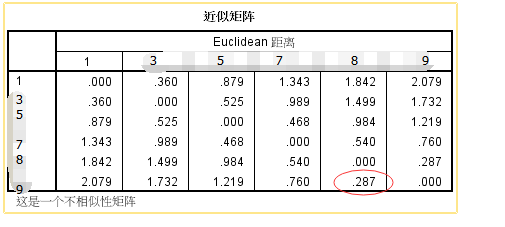 近似矩阵
Euclidean 距离
1 3 5 7 8 9
1 .000 .360 .879 1.343 1.842 2.079
3 .360 .000 .525 .989 1.499 1.732
5 .879 .525 .000 .468 .984 1.219
7 1.343 .989 .468 .000 .540 .760
8 1.842 1.499 .984 .540 .000 .287
9 2.079 1.732 1.219 .760 .287 .000
这是一个不相似性矩阵